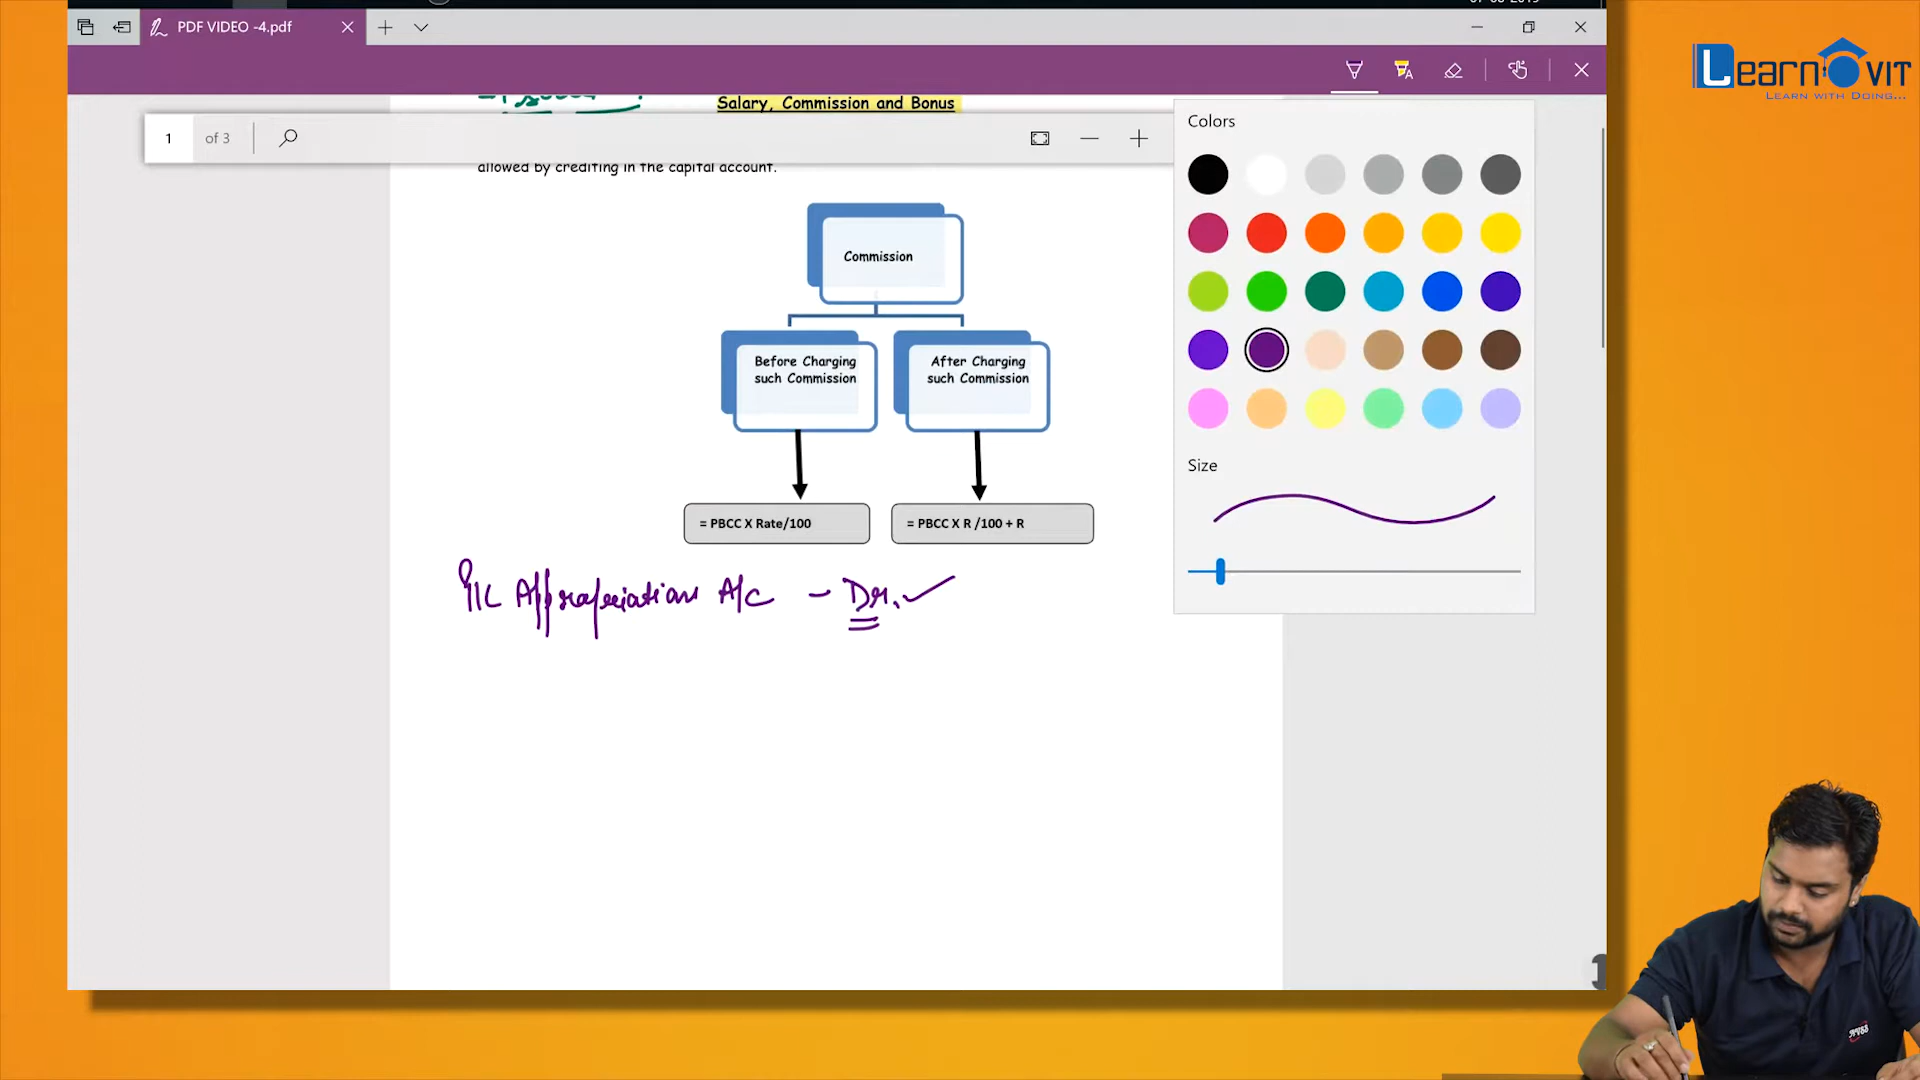 PDF VIDEO -4.pdf
LearnOvit
Learn with Doing...
Salary, Commission and Bonus
1 of 3
allowed by crediting in the capital account.
Colors
Commission
Before Charging
such Commission
After Charging
such Commission
Size
= PBCC X Rate/100
= PBCC X R /100 + R
P/L Appropriation A/c - Dr.